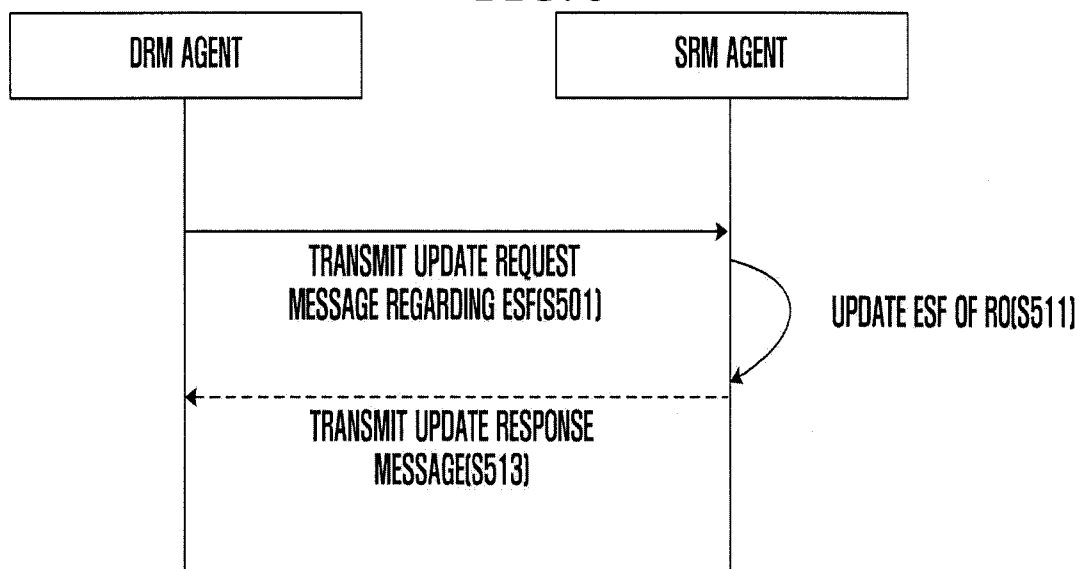 DRM AGENT
SRM AGENT
TRANSMIT UPDATE REQUEST
MESSAGE REGARDING ESF(S501)
UPDATE ESF OF RO(S511)
TRANSMIT UPDATE RESPONSE
MESSAGE(S513)